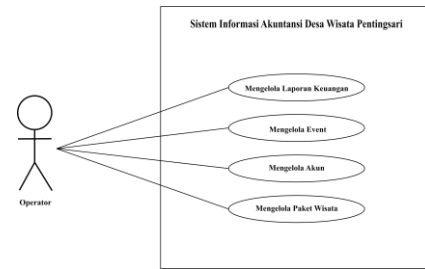 Sistem Informasi Akuntansi Desa Wisata Pentingsari
Mengelola Laporan Keuangan
Mengelola Event
Mengelola Akun
Mengelola Paket Wisata
Operator